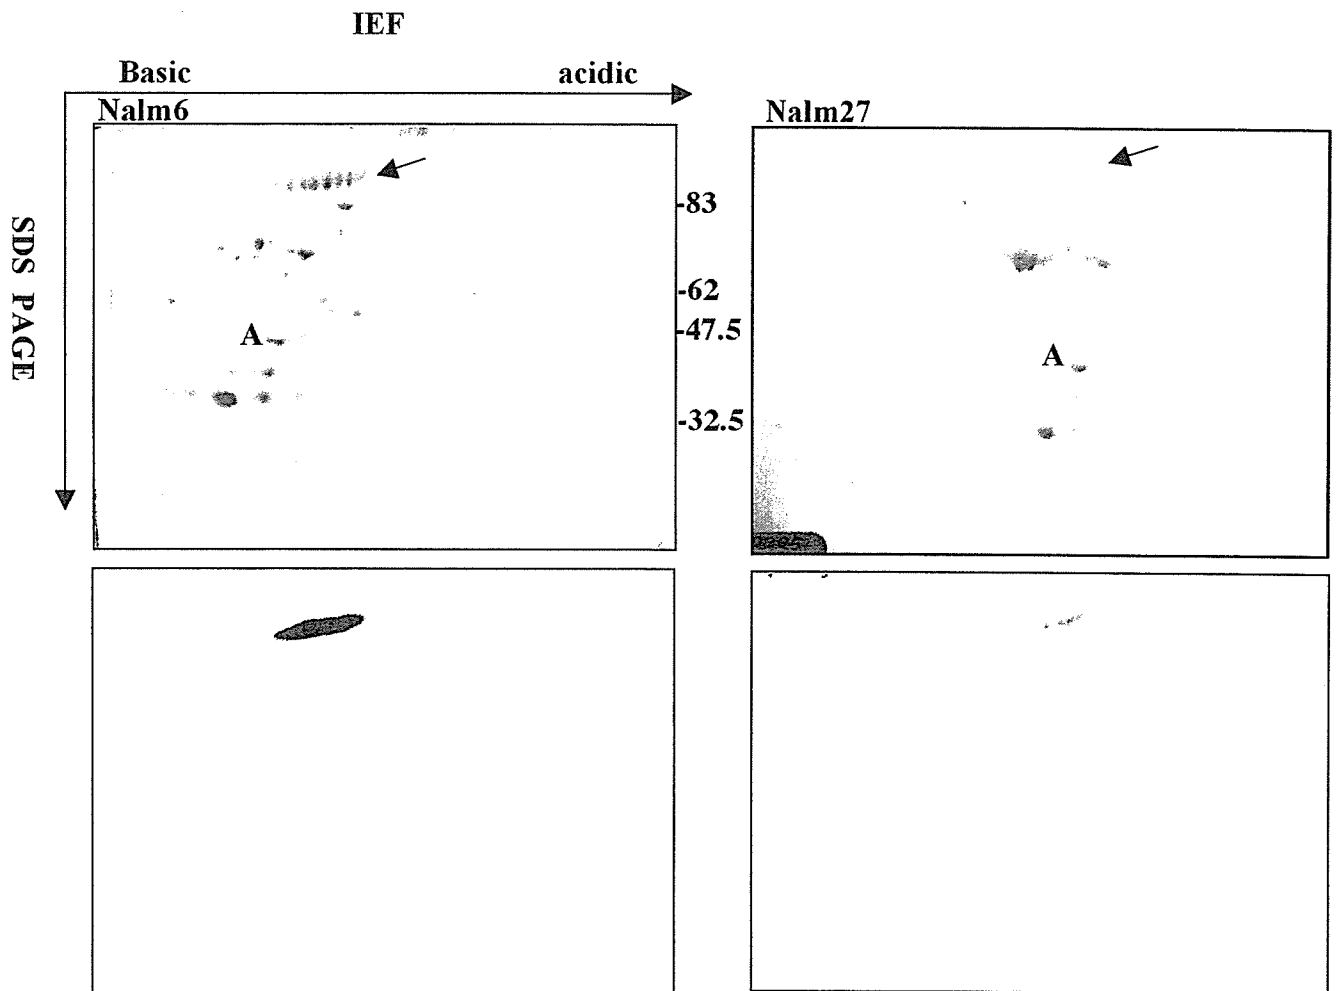 IEF
Basic acidic
Nalm6
Nalm27
SDS PAGE
-83
-62
-47.5
-32.5
A
A